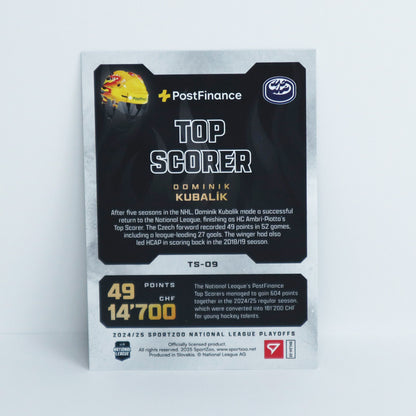 PostFinance
TOP
SCORER
DOMINIK
KUBALÍK
After five seasons in the NHL, Dominik Kubalík made a successful
return to the National League, finishing as HC Ambrì-Piotta's
Top Scorer. The Czech forward recorded 49 points in 52 games,
including a league-leading 27 goals. The winger had also
led HCAP in scoring back in the 2018/19 season.
TS-09
49 POINTS
14'700 CHF
The National League's PostFinance
Top Scorers managed to gain 604 points
together in the 2024/25 regular season,
which were converted into 181'200 CHF
for young hockey talents.
2024/25 SPORTZOO NATIONAL LEAGUE PLAYOFFS
NATIONAL
LEAGUE
Officially licensed product.
All rights reserved. 2025 SportZoo, www.sportzoo.net
Produced in Slovakia. © National League AG